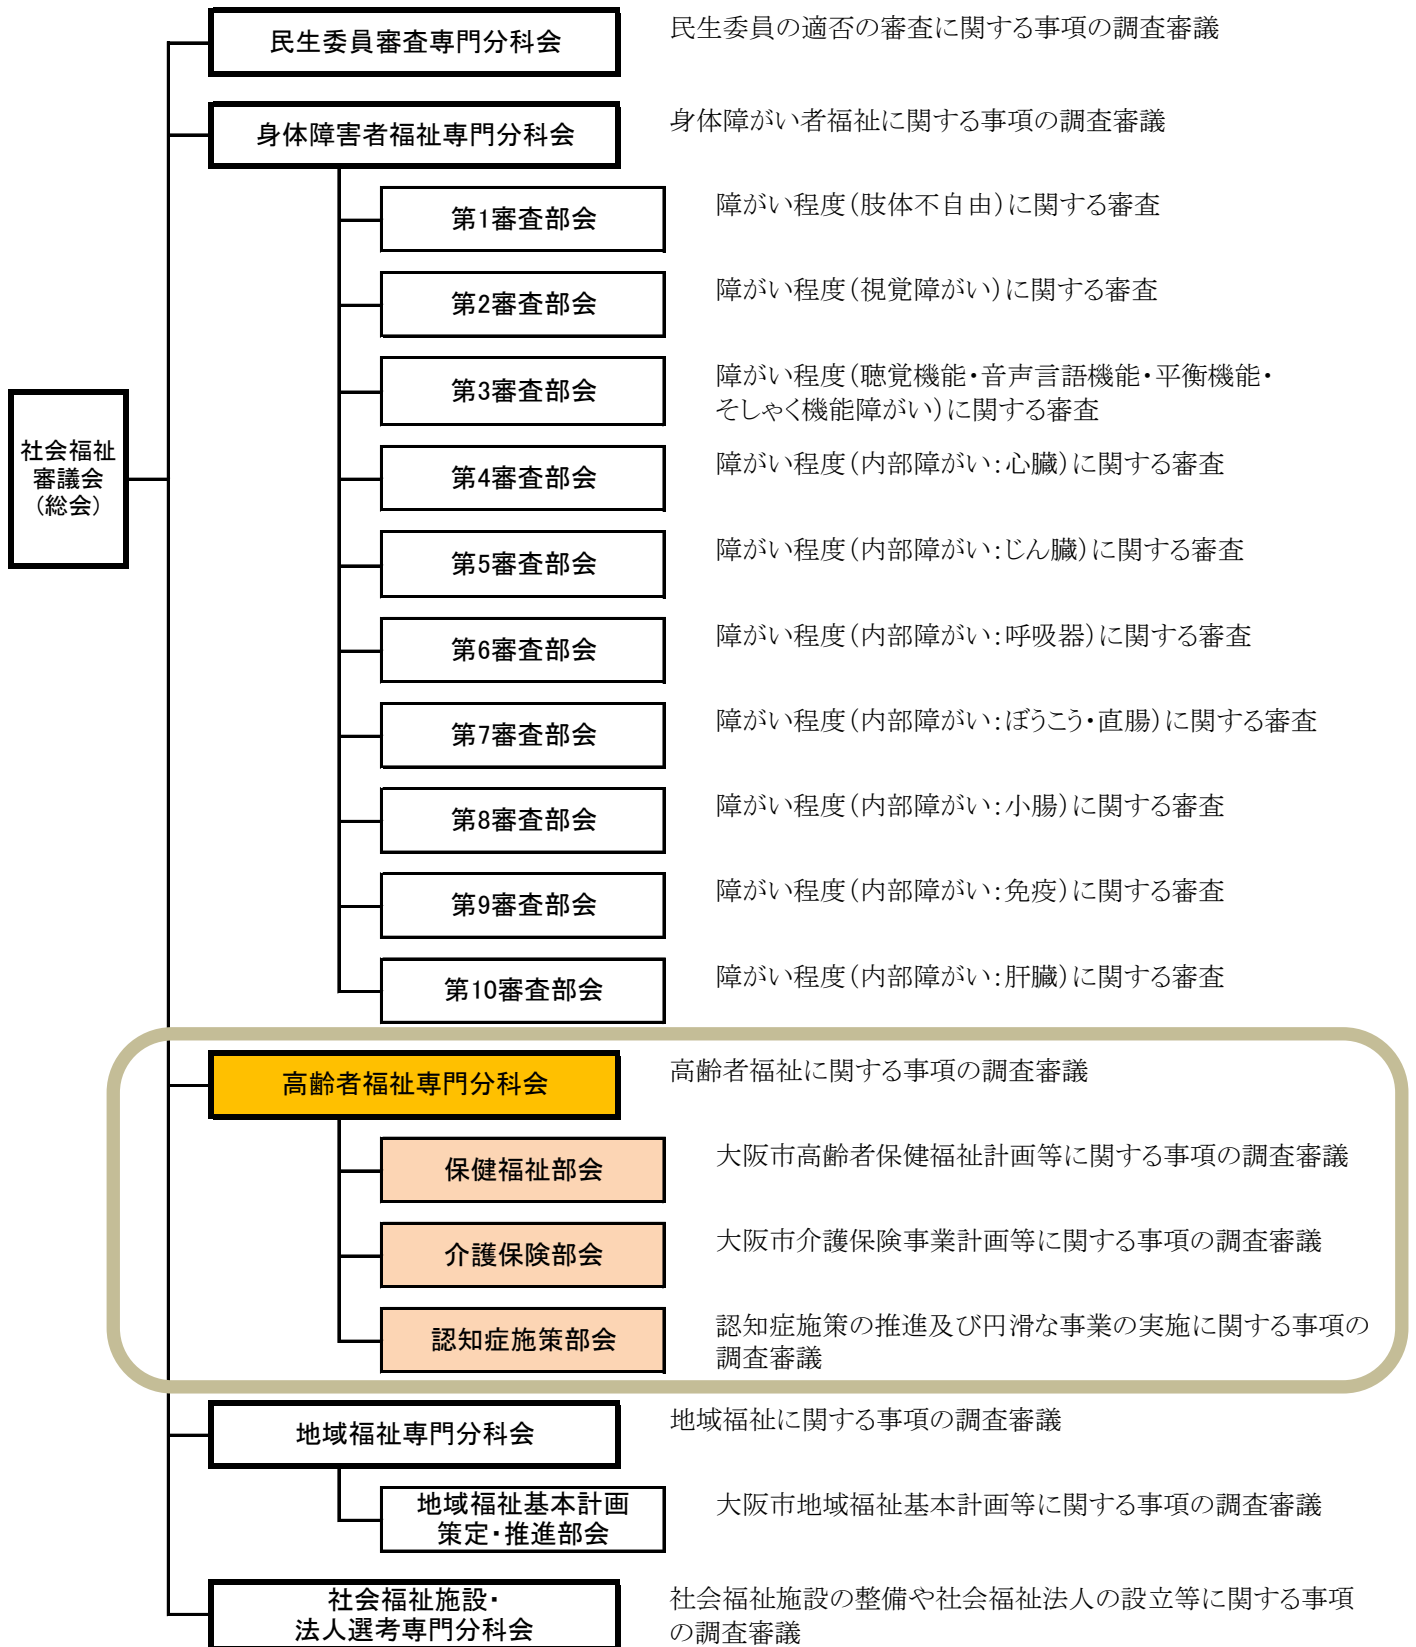 民生委員審査専門分科会
民生委員の適否の審査に関する事項の調査審議
身体障害者福祉専門分科会
身体障がい者福祉に関する事項の調査審議
第1審査部会
障がい程度(肢体不自由)に関する審査
第2審査部会
障がい程度(視覚障がい)に関する審査
第3審査部会
障がい程度(聴覚機能・音声言語機能・平衡機能・
そしゃく機能障がい)に関する審査
社会福祉
審議会
(総会)
第4審査部会
障がい程度(内部障がい:心臓)に関する審査
第5審査部会
障がい程度(内部障がい:じん臓)に関する審査
第6審査部会
障がい程度(内部障がい:呼吸器)に関する審査
第7審査部会
障がい程度(内部障がい:ぼうこう・直腸)に関する審査
第8審査部会
障がい程度(内部障がい:小腸)に関する審査
第9審査部会
障がい程度(内部障がい:免疫)に関する審査
第10審査部会
障がい程度(内部障がい:肝臓)に関する審査
高齢者福祉専門分科会
高齢者福祉に関する事項の調査審議
保健福祉部会
大阪市高齢者保健福祉計画等に関する事項の調査審議
介護保険部会
大阪市介護保険事業計画等に関する事項の調査審議
認知症施策部会
認知症施策の推進及び円滑な事業の実施に関する事項の
調査審議
地域福祉専門分科会
地域福祉に関する事項の調査審議
地域福祉基本計画
策定・推進部会
大阪市地域福祉基本計画等に関する事項の調査審議
社会福祉施設・
法人選考専門分科会
社会福祉施設の整備や社会福祉法人の設立等に関する事項
の調査審議